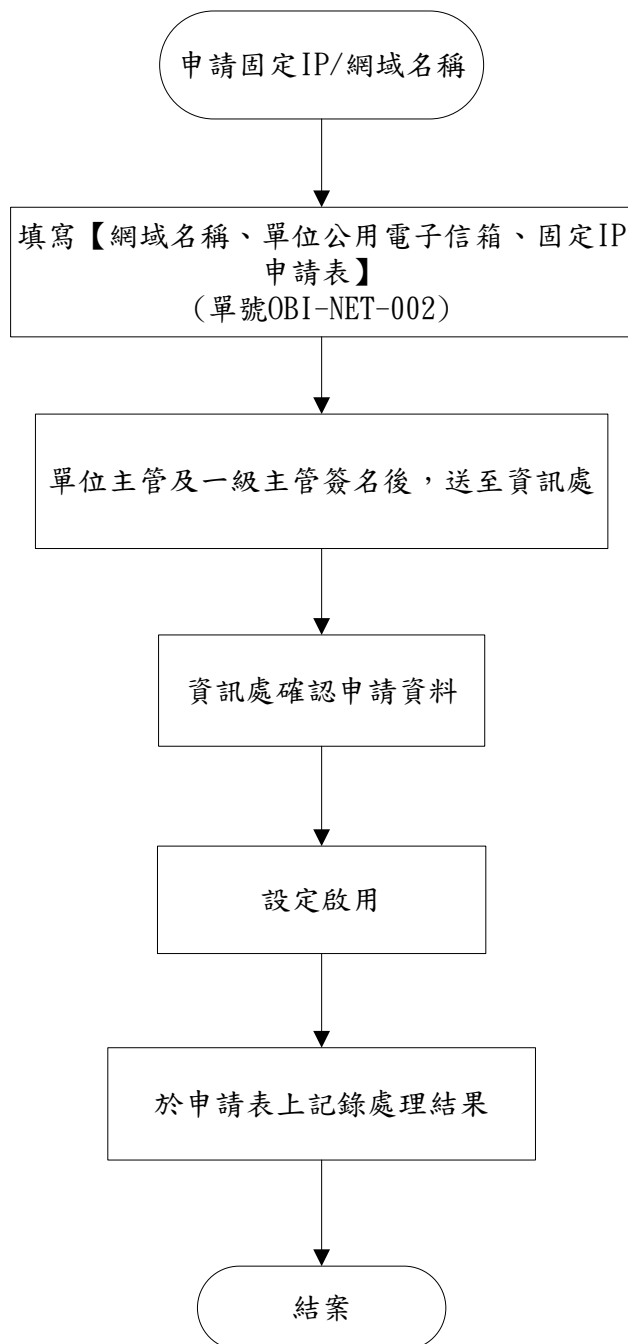 申請固定IP/網域名稱
填寫【網域名稱、單位公用電子信箱、固定IP
申請表】
(單號OBI-NET-002)
單位主管及一級主管簽名後，送至資訊處
資訊處確認申請資料
設定啟用
於申請表上記錄處理結果
結案